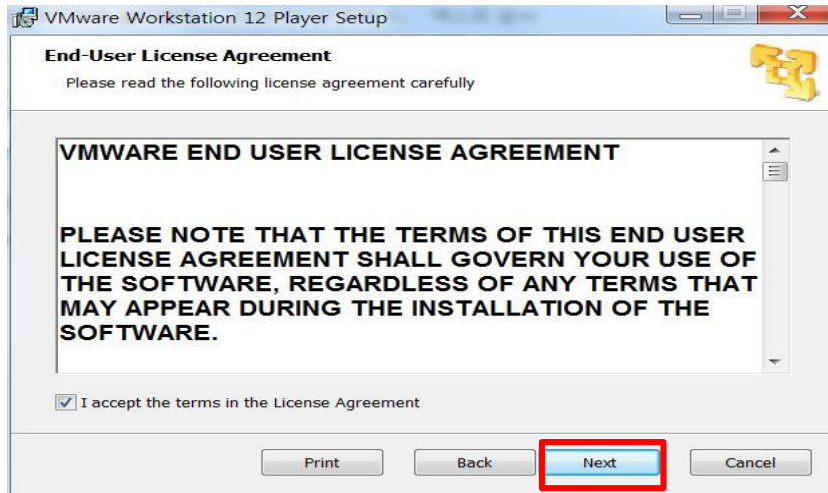 VMware Workstation 12 Player Setup
End-User License Agreement
Please read the following license agreement carefully
VMWARE END USER LICENSE AGREEMENT
PLEASE NOTE THAT THE TERMS OF THIS END USER
LICENSE AGREEMENT SHALL GOVERN YOUR USE OF
THE SOFTWARE, REGARDLESS OF ANY TERMS THAT
MAY APPEAR DURING THE INSTALLATION OF THE
SOFTWARE.
I accept the terms in the License Agreement
Print Back Next Cancel